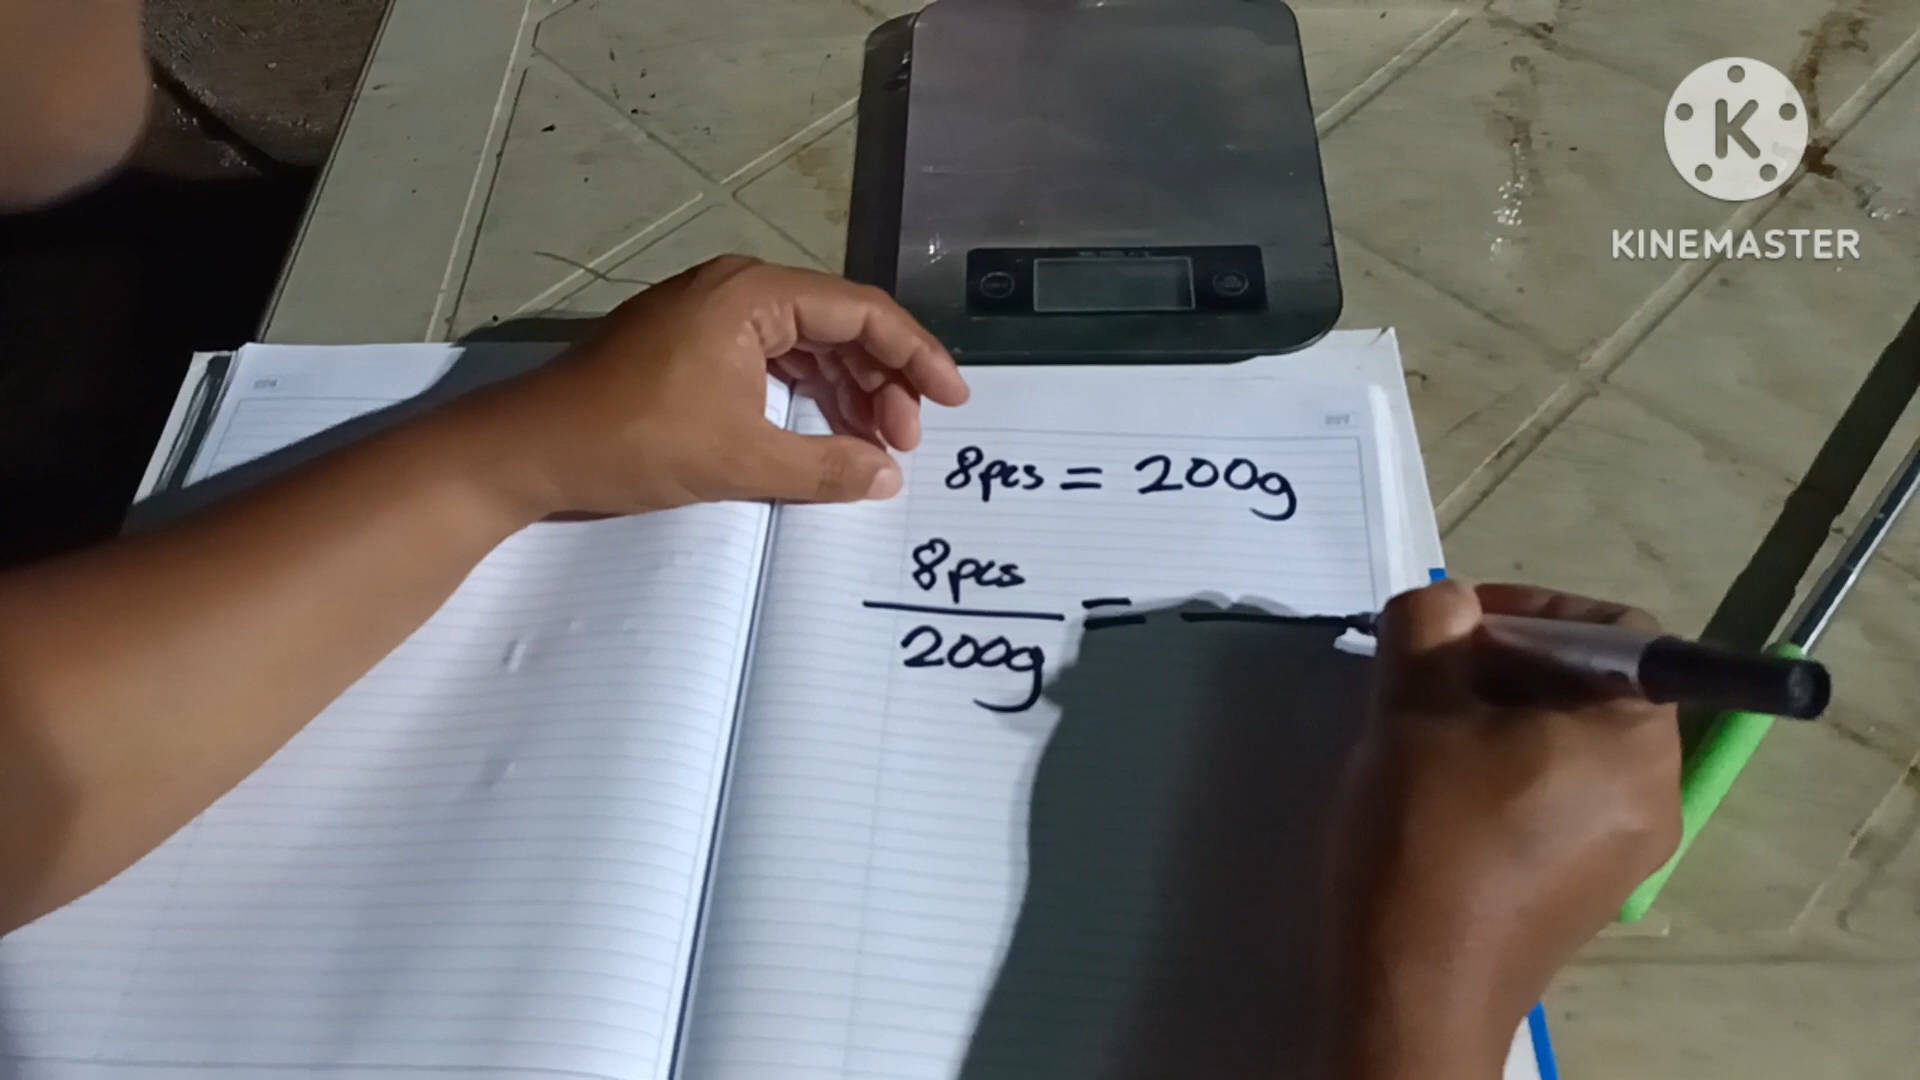 K
KINEMASTER
8pcs = 200g
8pcs
=
200g